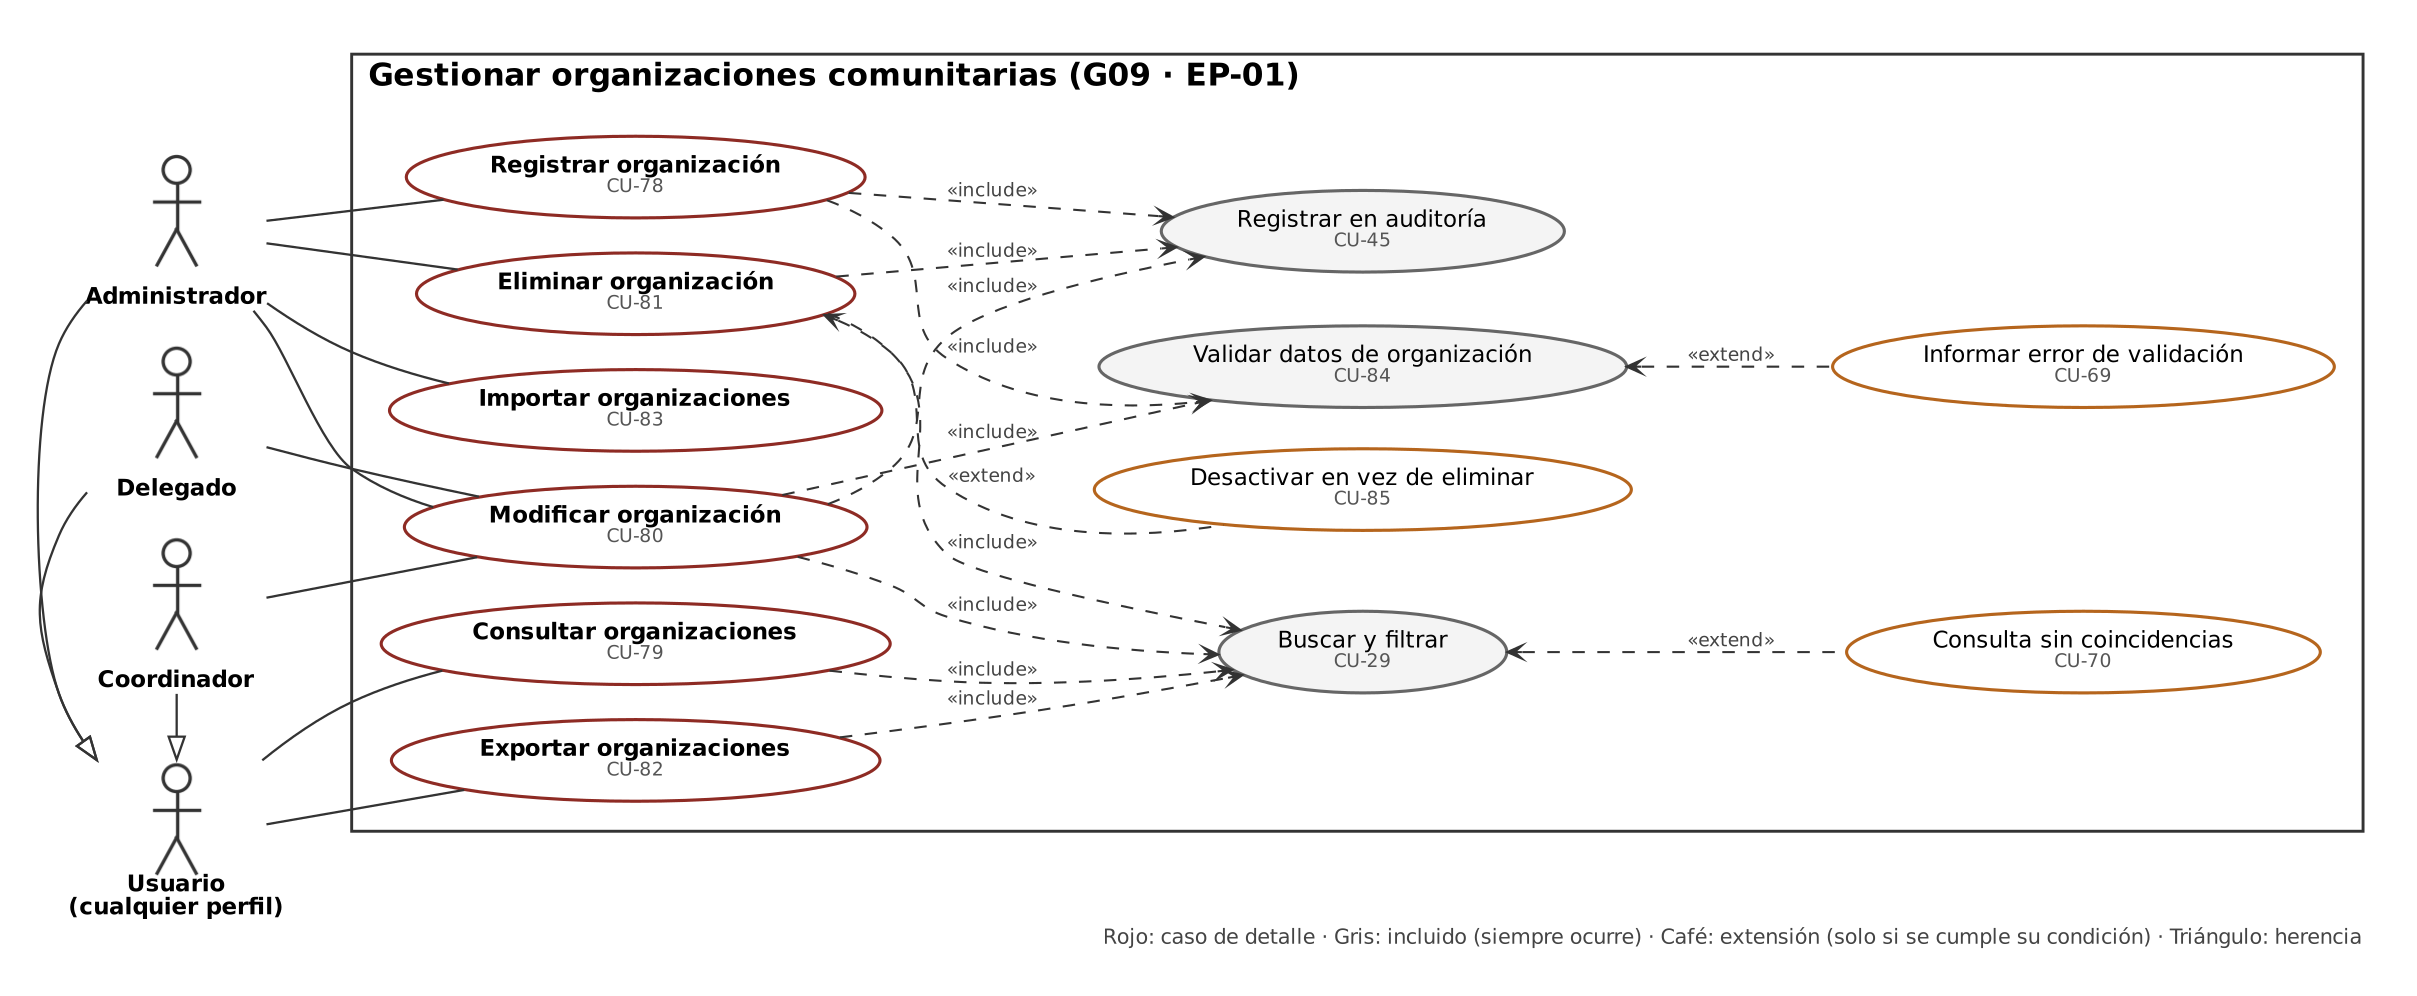 Gestionar organizaciones comunitarias (G09 · EP-01)
Administrador
Delegado
Coordinador
Usuario
(cualquier perfil)
Registrar organización
CU-78
Eliminar organización
CU-81
Importar organizaciones
CU-83
Modificar organización
CU-80
Consultar organizaciones
CU-79
Exportar organizaciones
CU-82
«include»
«include»
«include»
«include»
«include»
«extend»
«include»
«include»
«include»
«include»
Registrar en auditoría
CU-45
Validar datos de organización
CU-84
Desactivar en vez de eliminar
CU-85
Buscar y filtrar
CU-29
«extend»
«extend»
Informar error de validación
CU-69
Consulta sin coincidencias
CU-70
Rojo: caso de detalle · Gris: incluido (siempre ocurre) · Café: extensión (solo si se cumple su condición) · Triángulo: herencia